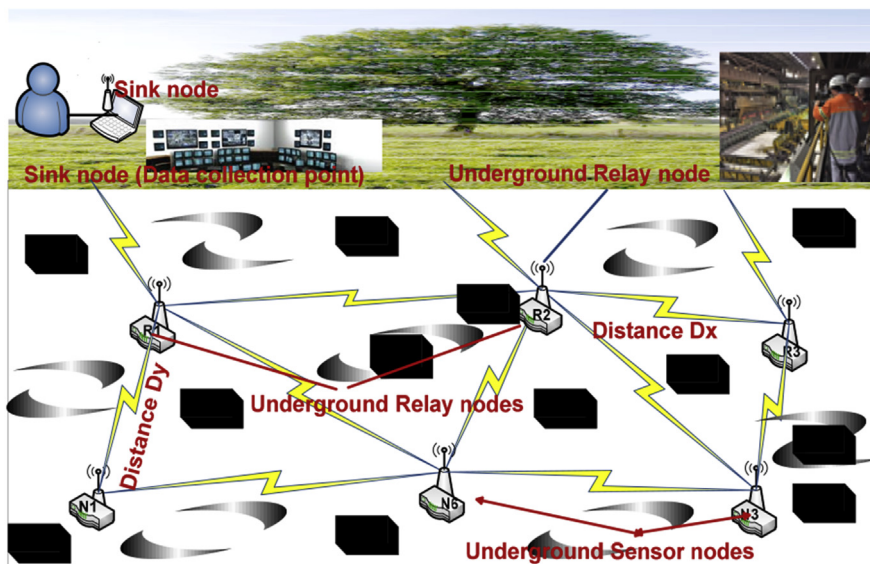 Sink node
Sink node (Data collection point)
Underground Relay node
R1
R2
Distance Dx
R3
Distance Dy
Underground Relay nodes
N1
N6
N3
Underground Sensor nodes